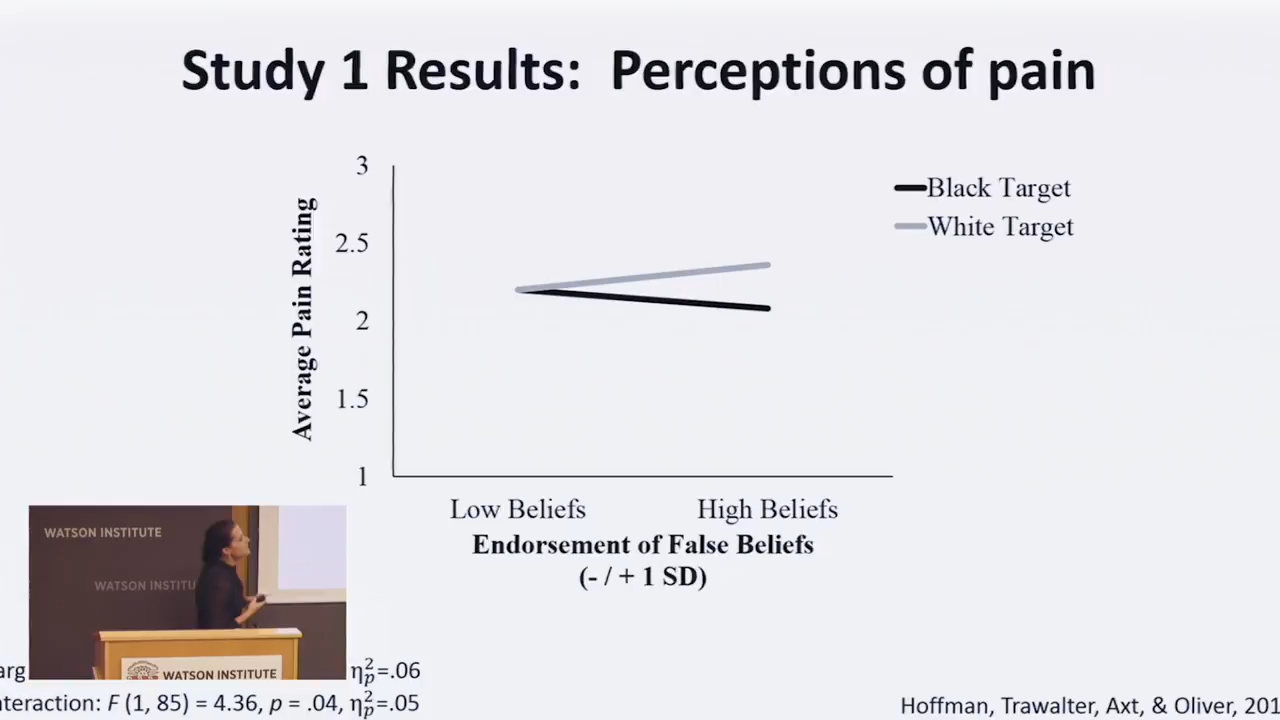 Study 1 Results: Perceptions of pain
3
2.5
2
1.5
1
Average Pain Rating
Black Target
White Target
Low Beliefs High Beliefs
Endorsement of False Beliefs
(- / + 1 SD)
WATSON INSTITUTE
WATSON INSTITU
WATSON INSTITUTE
arg
η²p=.06
nteraction: F (1, 85) = 4.36, p = .04, η²p=.05
Hoffman, Trawalter, Axt, & Oliver, 201